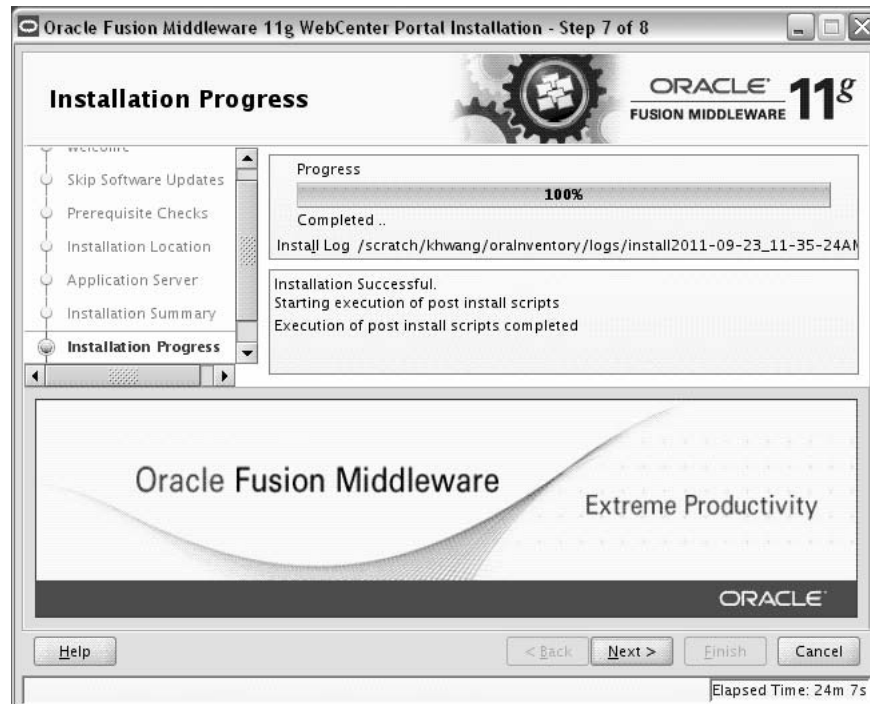 Oracle Fusion Middleware 11g WebCenter Portal Installation - Step 7 of 8
Installation Progress
ORACLE
FUSION MIDDLEWARE
11g
Skip Software Updates
Prerequisite Checks
Installation Location
Application Server
Installation Summary
Installation Progress
Progress
100%
Completed ..
Install Log /scratch/khwang/oraInventory/logs/install2011-09-23_11-35-24AM
Installation Successful.
Starting execution of post install scripts
Execution of post install scripts completed
Oracle Fusion Middleware
Extreme Productivity
ORACLE
Help
< Back
Next >
Finish
Cancel
Elapsed Time: 24m 7s